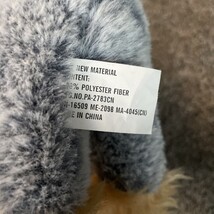 NEW MATERIAL
CONTENT:
% POLYESTER FIBER
.NO.PA-2783CN
-16509 ME-2098 MA-4045(CN)
E IN CHINA